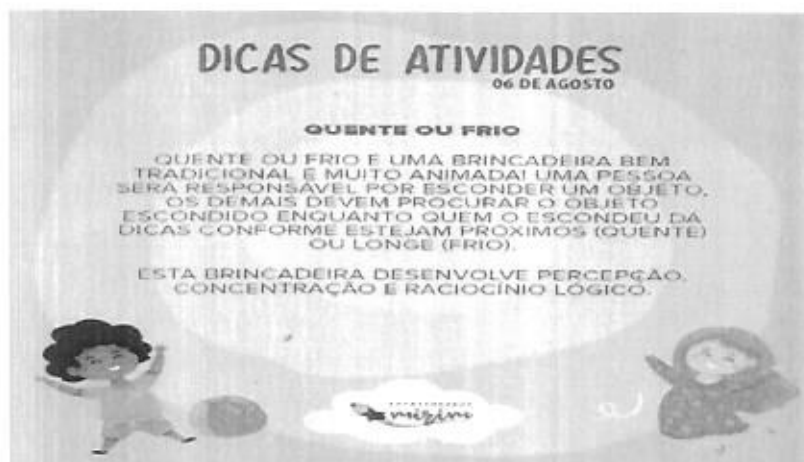 DICAS DE ATIVIDADES
06 DE AGOSTO
QUENTE OU FRIO
QUENTE OU FRIO É UMA BRINCADEIRA BEM
TRADICIONAL E MUITO ANIMADA! UMA PESSOA
SERÁ RESPONSÁVEL POR ESCONDER UM OBJETO,
OS DEMAIS DEVEM PROCURAR O OBJETO
ESCONDIDO ENQUANTO QUEM O ESCONDEU DÁ
DICAS CONFORME ESTEJAM PRÓXIMOS (QUENTE)
OU LONGE (FRIO).
ESTA BRINCADEIRA DESENVOLVE PERCEPÇÃO,
CONCENTRAÇÃO E RACIOCÍNIO LÓGICO.